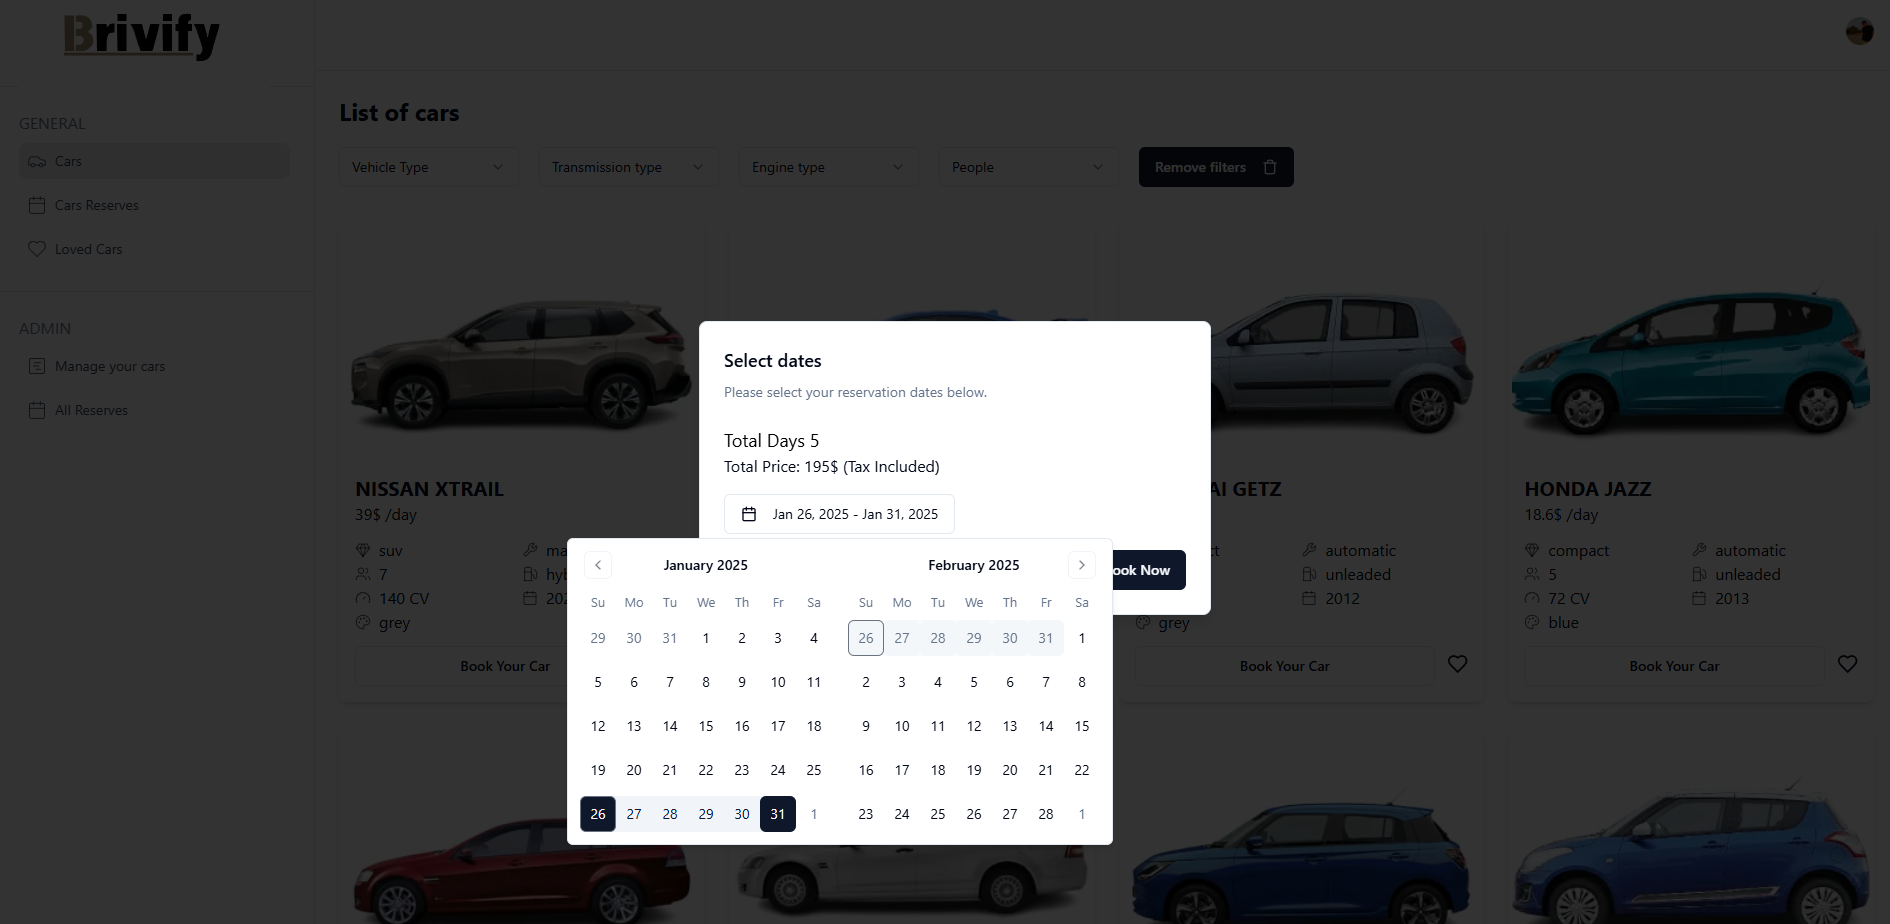 Brivify
GENERAL
Cars
Cars Reserves
Loved Cars
ADMIN
Manage your cars
All Reserves
List of cars
Vehicle Type
Transmission type
Engine type
People
Remove filters
Select dates
Please select your reservation dates below.
Total Days 5
Total Price: 195$ (Tax Included)
Jan 26, 2025 - Jan 31, 2025
ook Now
January 2025
Su Mo Tu We Th Fr Sa
29 30 31 1 2 3 4
5 6 7 8 9 10 11
12 13 14 15 16 17 18
19 20 21 22 23 24 25
26 27 28 29 30 31 1
February 2025
Su Mo Tu We Th Fr Sa
26 27 28 29 30 31 1
2 3 4 5 6 7 8
9 10 11 12 13 14 15
16 17 18 19 20 21 22
23 24 25 26 27 28 1
NISSAN XTRAIL
39$ /day
suv
ma
7
hyb
140 CV
202
grey
Book Your Car
AI GETZ
ct automatic
unleaded
2012
grey
Book Your Car
HONDA JAZZ
18.6$ /day
compact automatic
5 unleaded
72 CV 2013
blue
Book Your Car